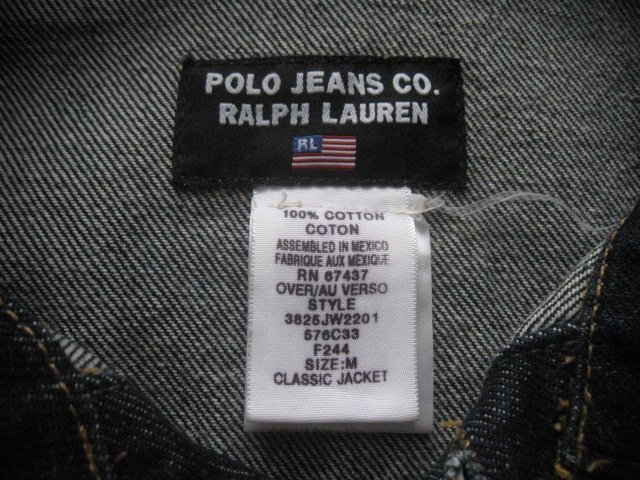 POLO JEANS CO.
RALPH LAUREN
RL
100% COTTON
COTON
ASSEMBLED IN MEXICO
FABRIQUE AUX MEXIQUE
RN 67437
OVER/AU VERSO
STYLE
3825JW2201
576C33
F244
SIZE:M
CLASSIC JACKET